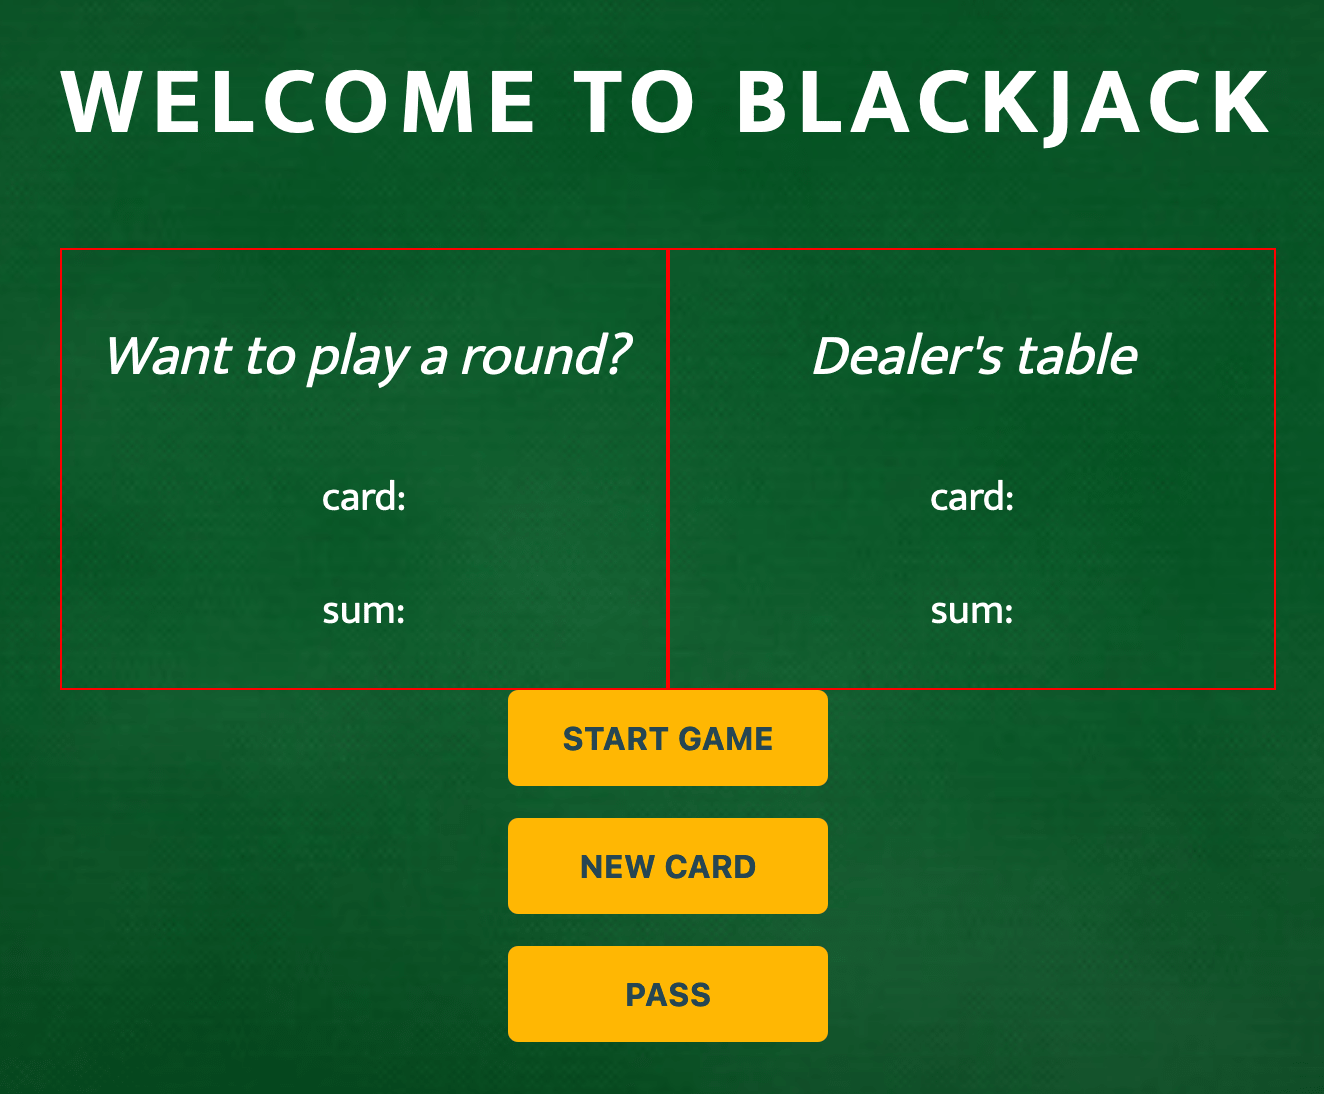 WELCOME TO BLACKJACK
Want to play a round?
card:
sum:
Dealer's table
card:
sum:
START GAME
NEW CARD
PASS